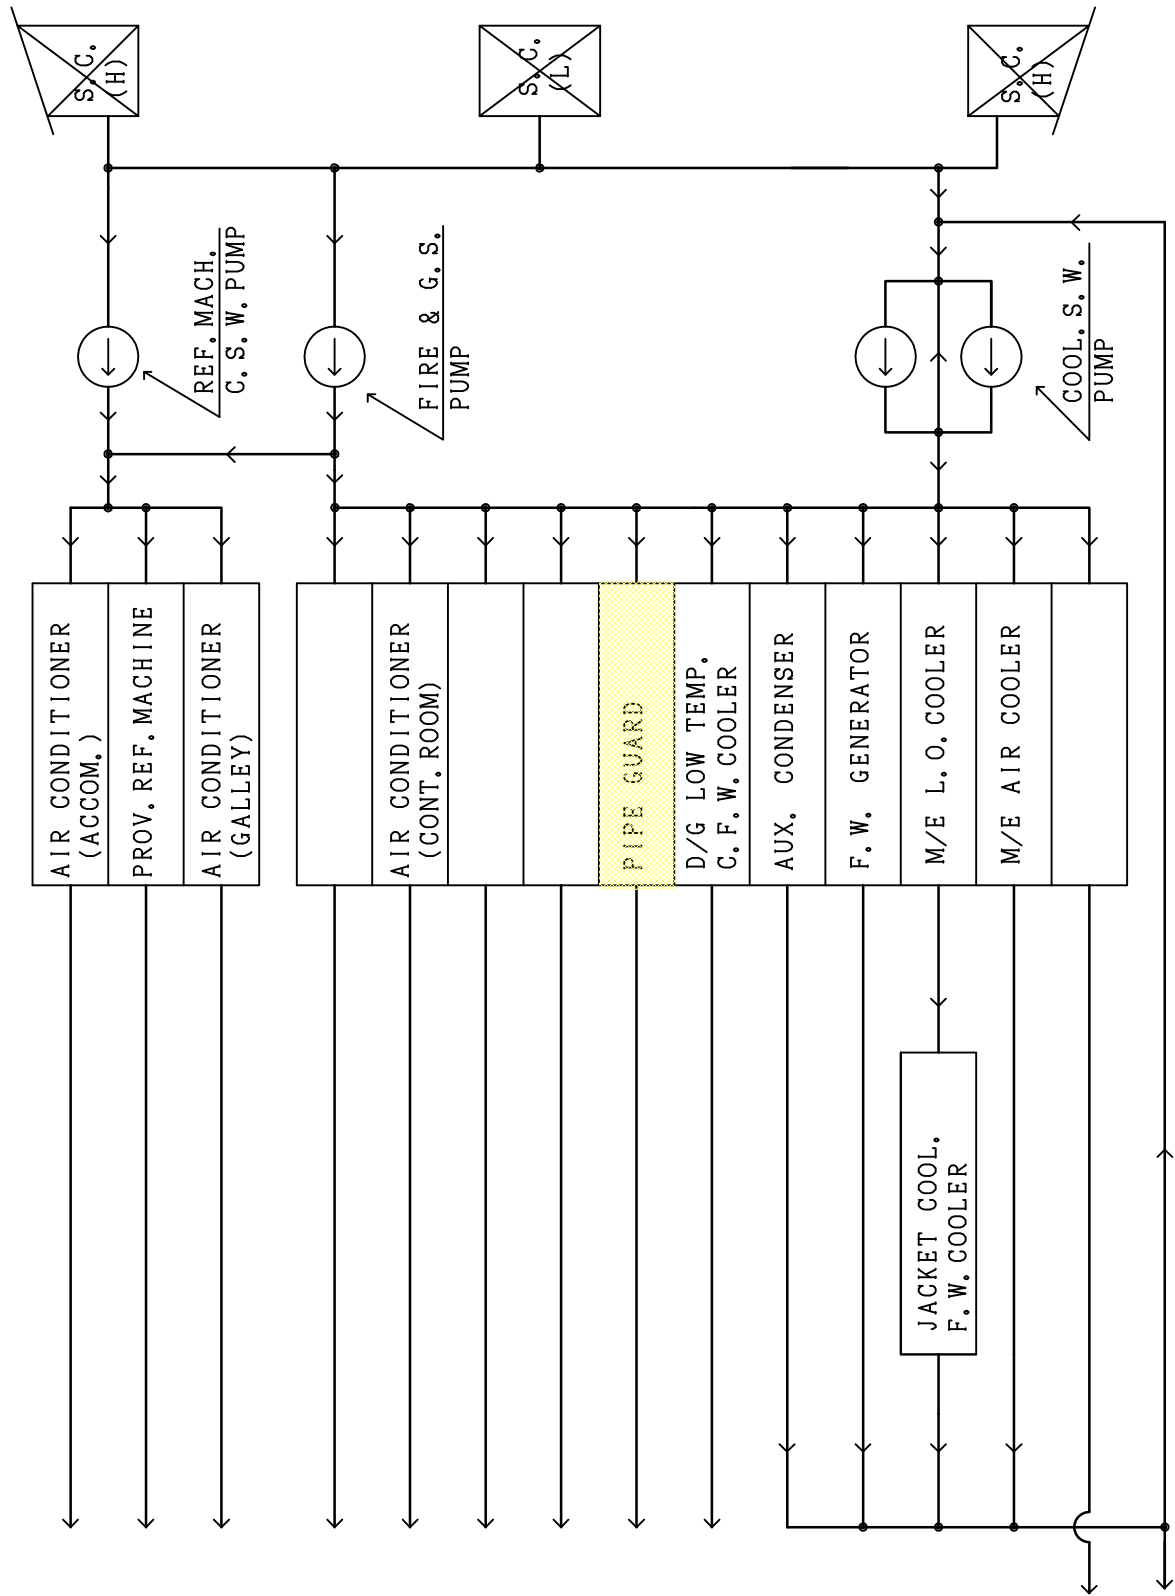 S.C.
(H)
S.C.
(L)
S.C.
(H)
REF.MACH.
C.S.W.PUMP
FIRE & G.S.
PUMP
COOL.S.W.
PUMP
AIR CONDITIONER
(ACCOM.)
PROV.REF.MACHINE
AIR CONDITIONER
(GALLEY)
AIR CONDITIONER
(CONT.ROOM)
PIPE GUARD
D/G LOW TEMP.
C.F.W.COOLER
AUX. CONDENSER
F.W. GENERATOR
M/E L.O.COOLER
M/E AIR COOLER
JACKET COOL.
F.W.COOLER